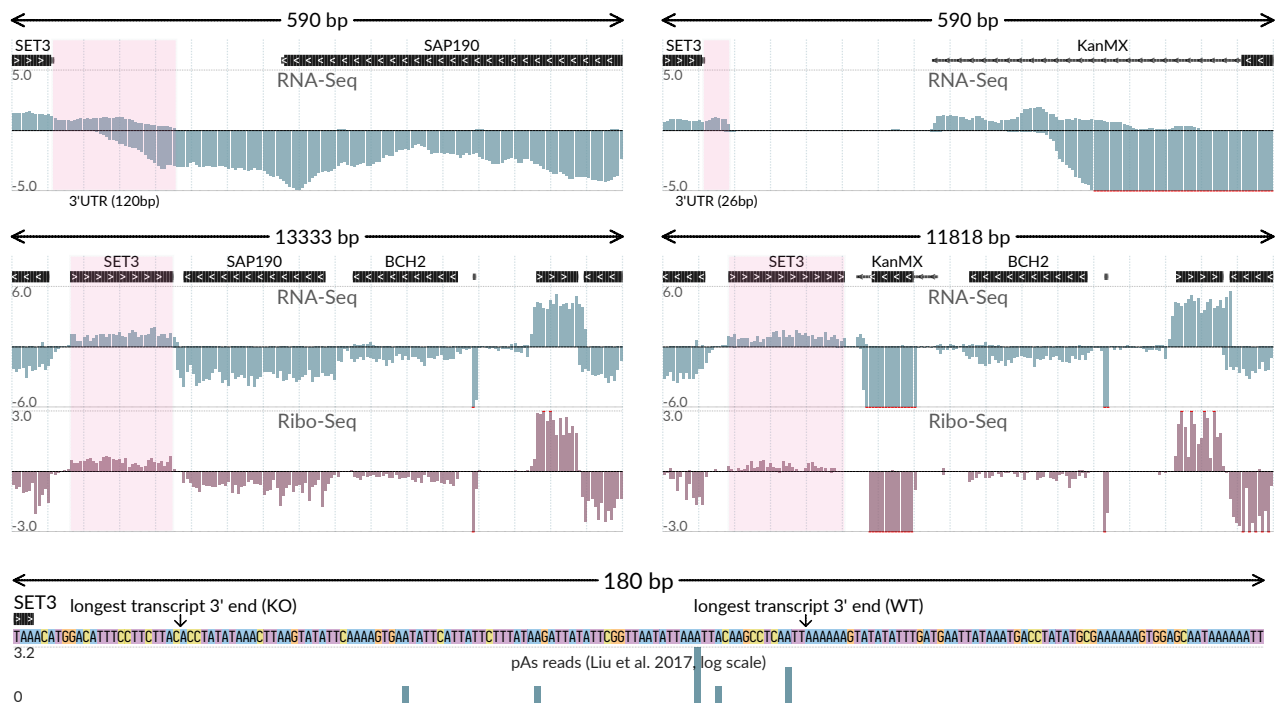 590 bp
SET3 SAP190
5.0 RNA-Seq
-5.0
3'UTR (120bp)
590 bp
SET3 KanMX
5.0 RNA-Seq
-5.0
3'UTR (26bp)
13333 bp
SET3 SAP190 BCH2
6.0 RNA-Seq
-6.0
3.0 Ribo-Seq
-3.0
11818 bp
SET3 KanMX BCH2
6.0 RNA-Seq
-6.0
3.0 Ribo-Seq
-3.0
180 bp
SET3 longest transcript 3' end (KO) longest transcript 3' end (WT)
TAAACATGGACATTTCCTTCTTACACCTATATAAACTTAAGTATATTCAAAAGTGAATATTCATTATTCTTTATAAGATTATATTCGGTTAATATTAAATTACAAGCCTCAATTAAAAAAGTATATATTTGATGAATTATAAATGACCTATATGCGAAAAAAGTGGAGCAATAAAAAATT
3.2 pAs reads (Liu et al. 2017, log scale)
0